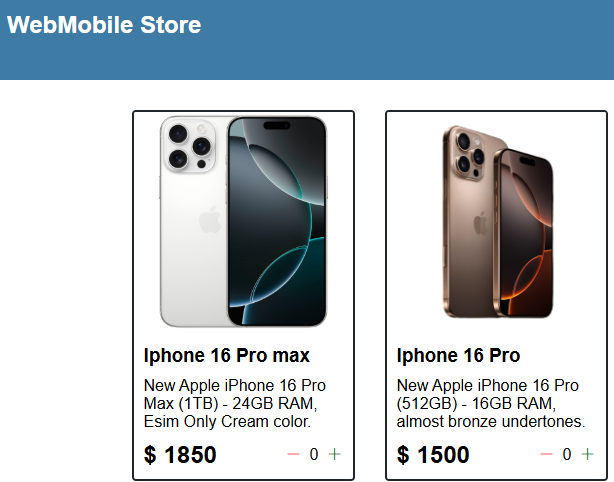 WebMobile Store
Iphone 16 Pro max
New Apple iPhone 16 Pro
Max (1TB) - 24GB RAM,
Esim Only Cream color.
$ 1850
− 0 +
Iphone 16 Pro
New Apple iPhone 16 Pro
(512GB) - 16GB RAM,
almost bronze undertones.
$ 1500
− 0 +